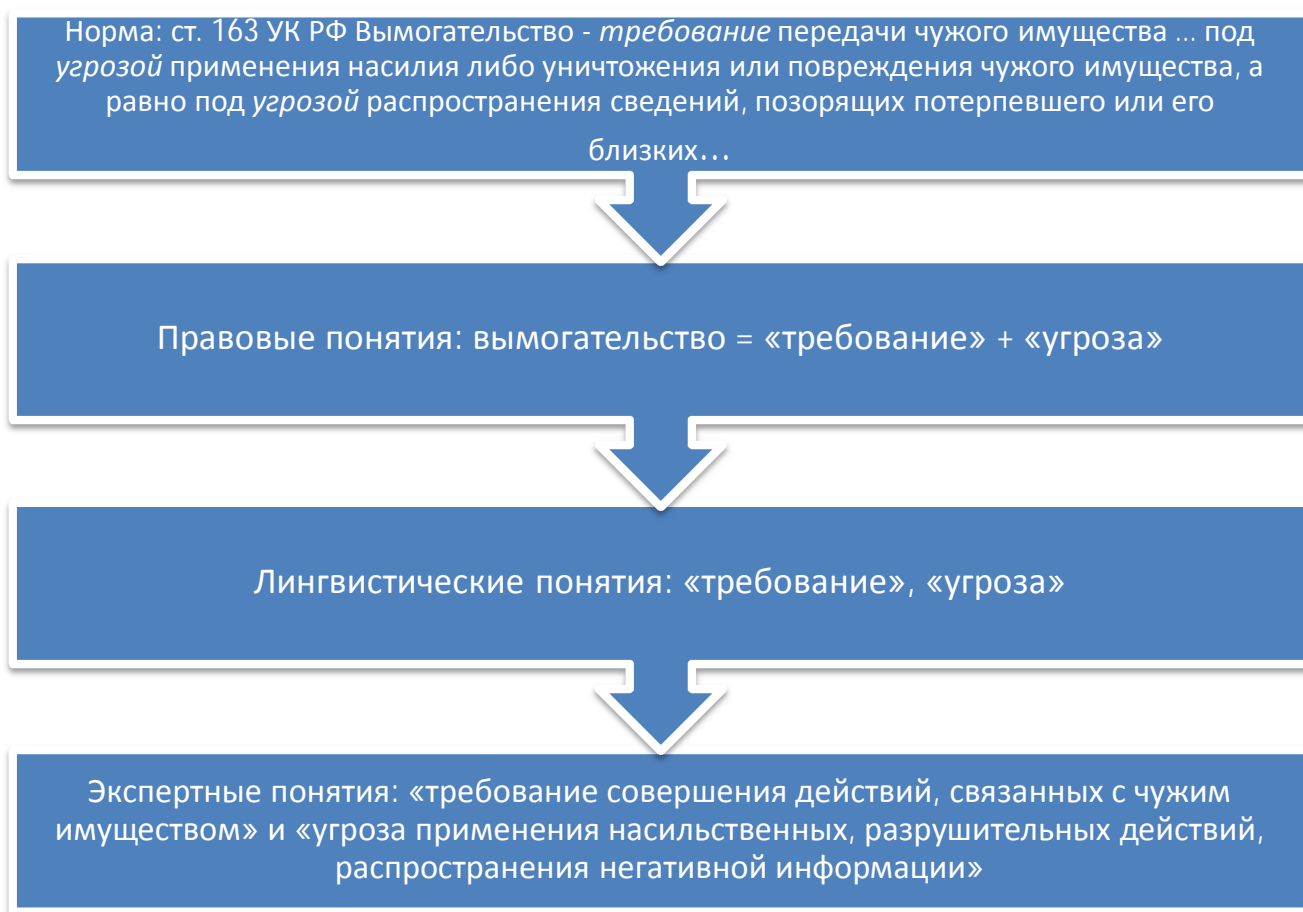 Норма: ст. 163 УК РФ Вымогательство - требование передачи чужого имущества ... под
угрозой применения насилия либо уничтожения или повреждения чужого имущества, а
равно под угрозой распространения сведений, позорящих потерпевшего или его
близких...
Правовые понятия: вымогательство = «требование» + «угроза»
Лингвистические понятия: «требование», «угроза»
Экспертные понятия: «требование совершения действий, связанных с чужим
имуществом» и «угроза применения насильственных, разрушительных действий,
распространения негативной информации»